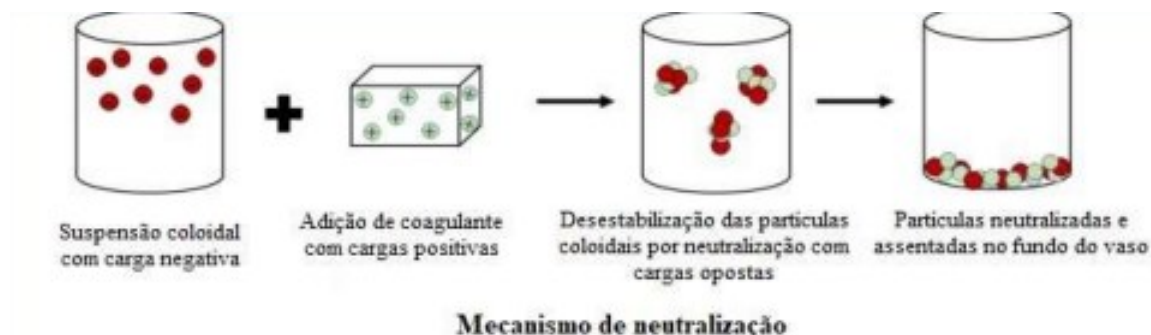 Suspensão coloidal
com carga negativa
Adição de coagulante
com cargas positivas
Desestabilização das particulas
coloidais por neutralização com
cargas opostas
Particulas neutralizadas e
assentadas no fundo do vaso
Mecanismo de neutralização